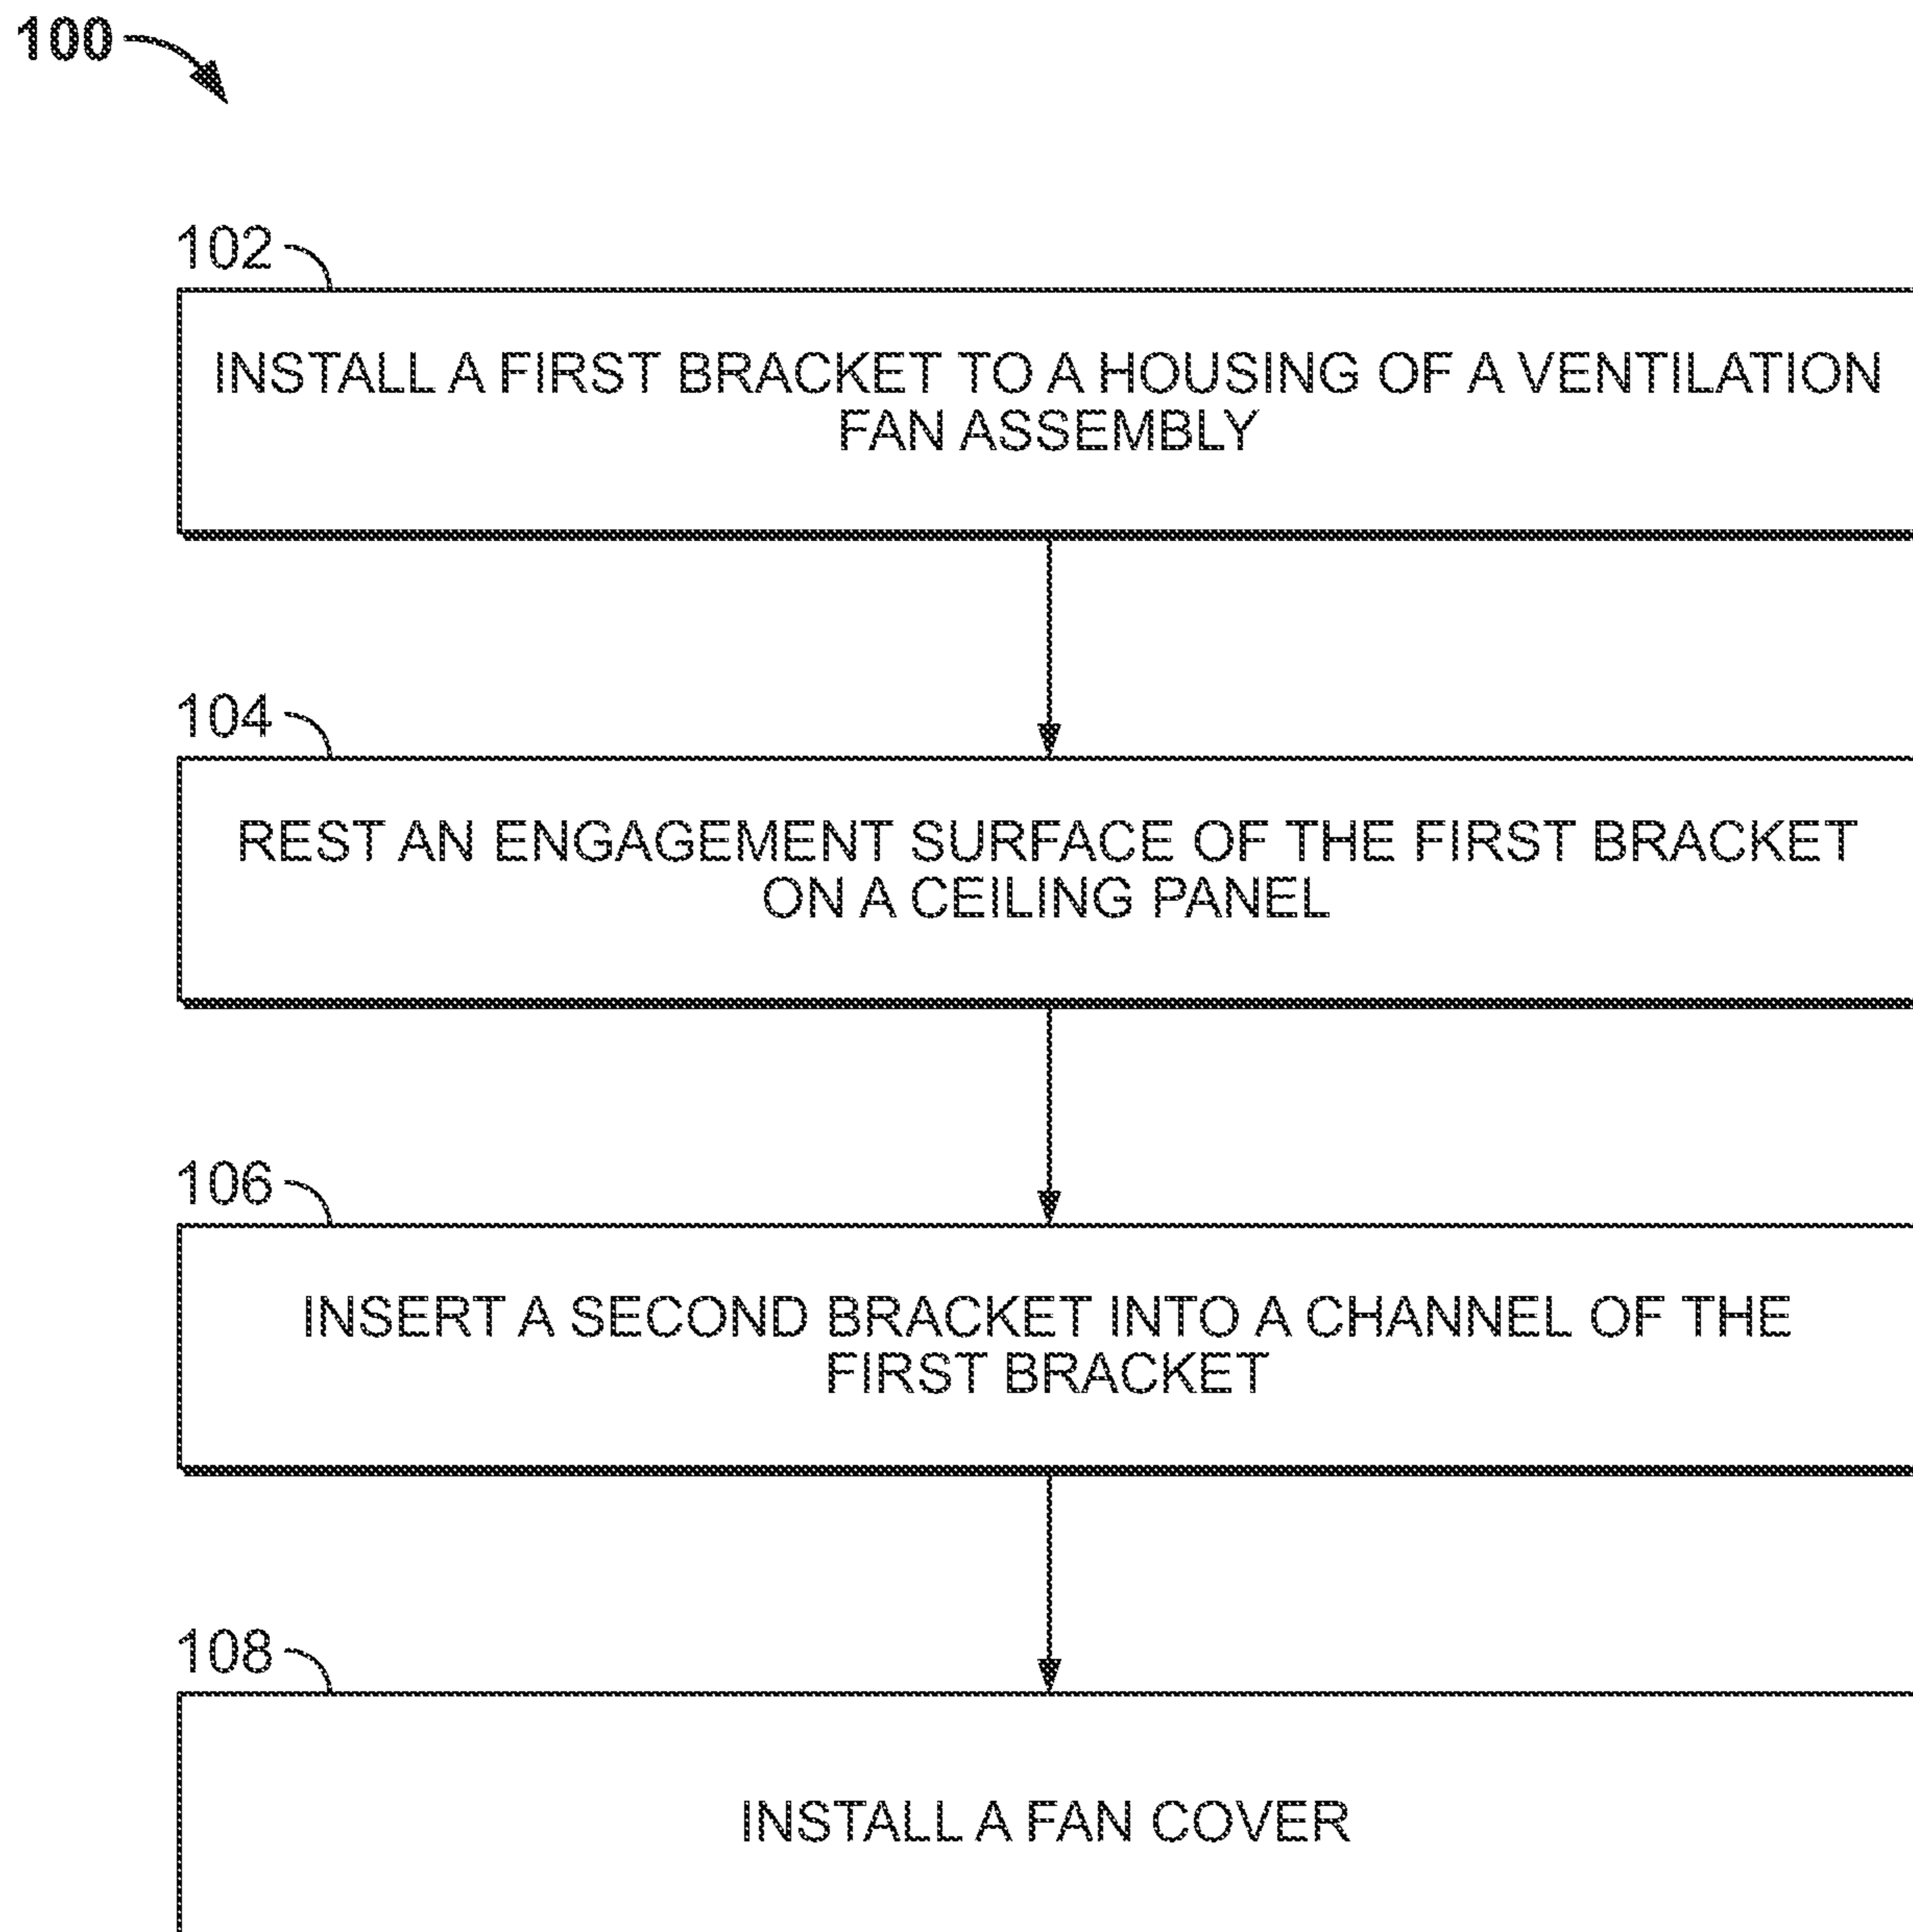 100
102
INSTALL A FIRST BRACKET TO A HOUSING OF A VENTILATION
FAN ASSEMBLY
104
REST AN ENGAGEMENT SURFACE OF THE FIRST BRACKET
ON A CEILING PANEL
106
INSERT A SECOND BRACKET INTO A CHANNEL OF THE
FIRST BRACKET
108
INSTALL A FAN COVER